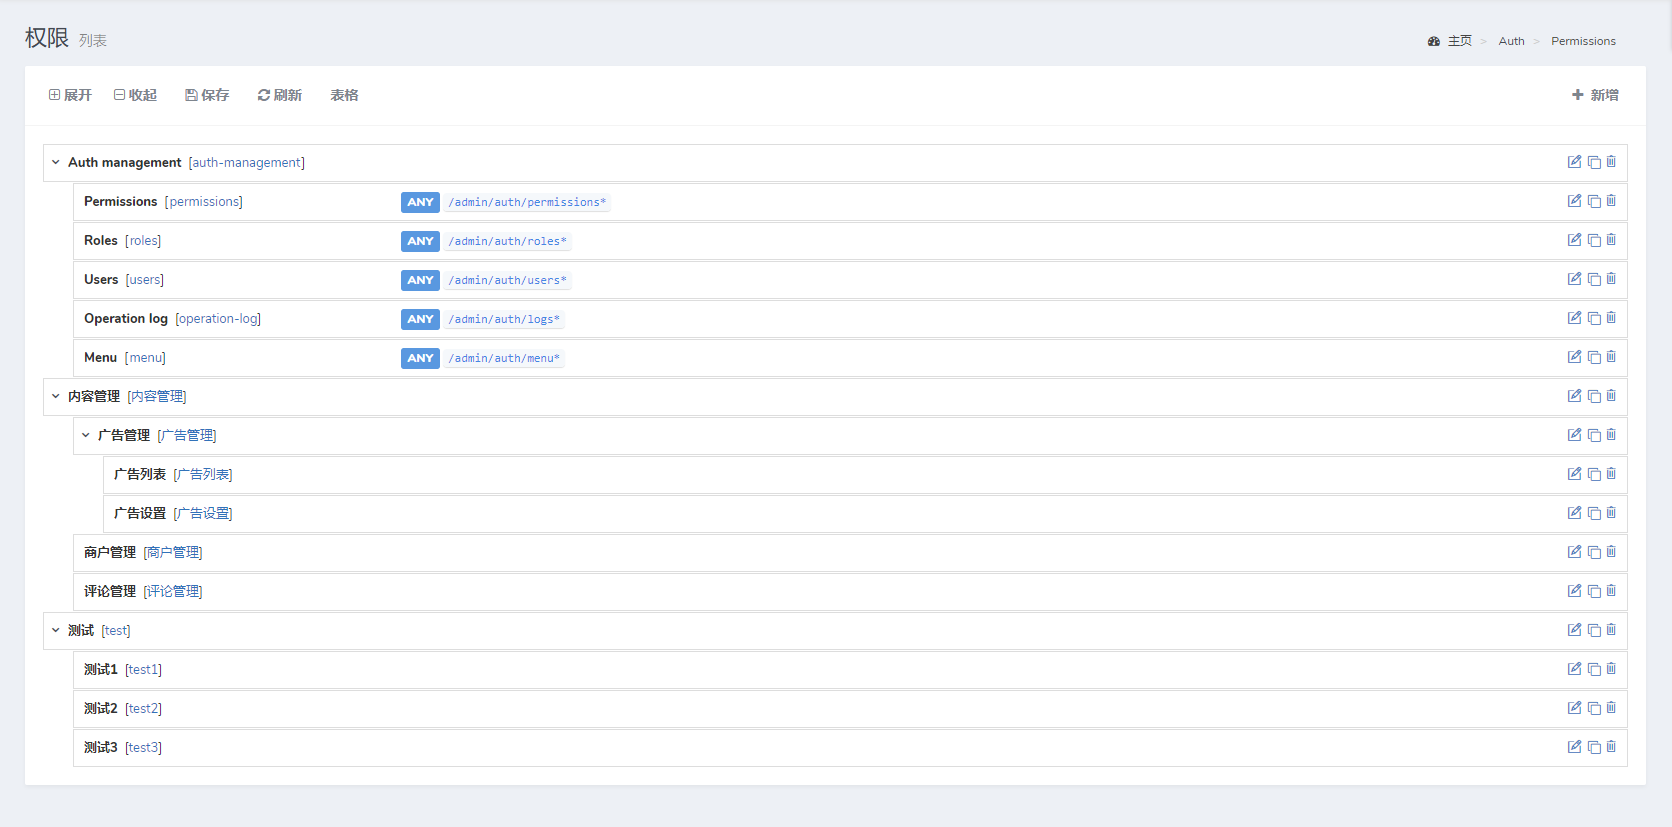 权限 列表
主页 > Auth > Permissions
展开 收起 保存 刷新 表格 新增
Auth management [auth-management]
Permissions [permissions] ANY /admin/auth/permissions*
Roles [roles] ANY /admin/auth/roles*
Users [users] ANY /admin/auth/users*
Operation log [operation-log] ANY /admin/auth/logs*
Menu [menu] ANY /admin/auth/menu*
内容管理 [内容管理]
广告管理 [广告管理]
广告列表 [广告列表]
广告设置 [广告设置]
商户管理 [商户管理]
评论管理 [评论管理]
测试 [test]
测试1 [test1]
测试2 [test2]
测试3 [test3]